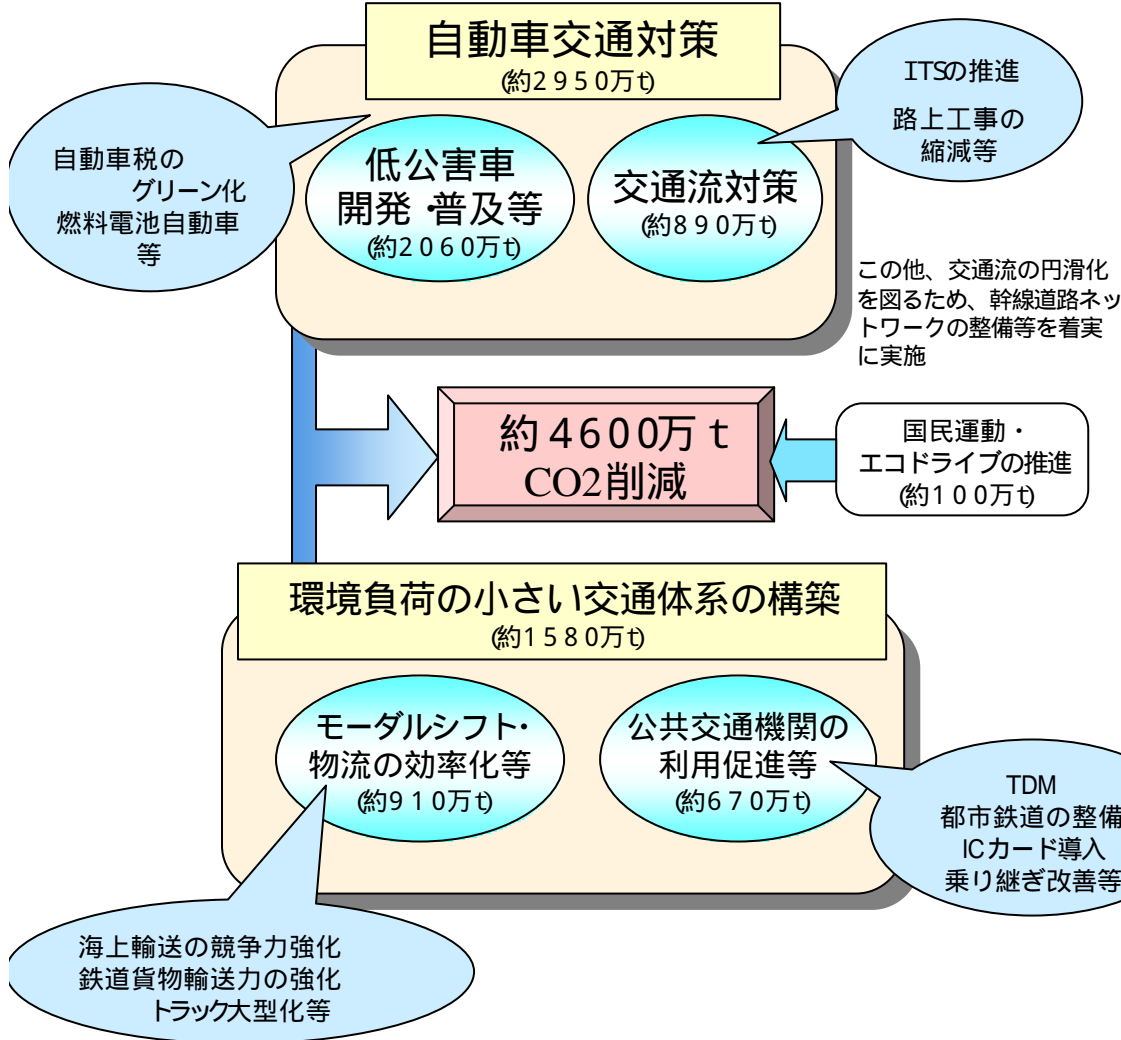 自動車交通対策
(約2950万t)
ITSの推進
路上工事の
縮減等
自動車税の
グリーン化
燃料電池自動車
等
低公害車
開発・普及等
(約2060万t)
交通流対策
(約890万t)
この他、交通流の円滑化
を図るため、幹線道路ネッ
トワークの整備等を着実
に実施
約4600万t
CO2削減
国民運動・
エコドライブの推進
(約100万t)
環境負荷の小さい交通体系の構築
(約1580万t)
モーダルシフト・
物流の効率化等
(約910万t)
公共交通機関の
利用促進等
(約670万t)
TDM
都市鉄道の整備
ICカード導入
乗り継ぎ改善等
海上輸送の競争力強化
鉄道貨物輸送力の強化
トラック大型化等